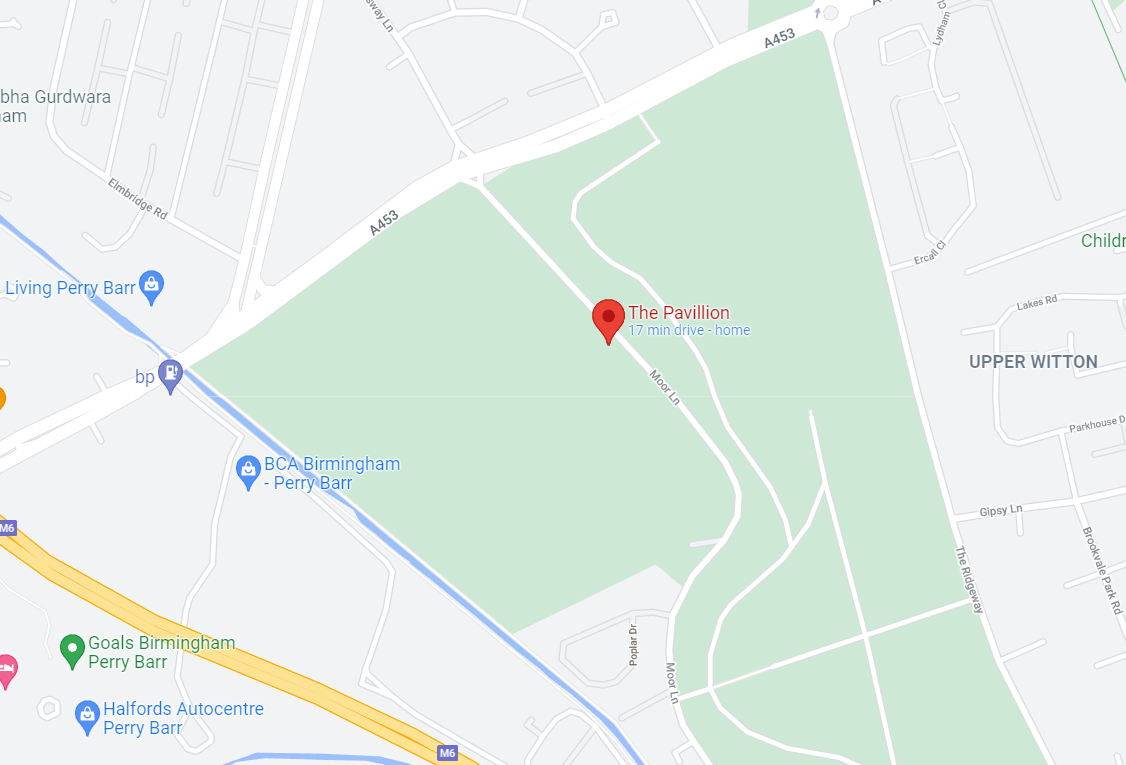 sway Ln
A453
Lydham Cl
bha Gurdwara
am
Elmbridge Rd
A453
Ercall Cl
Childr
Living Perry Barr
Lakes Rd
The Pavillion
17 min drive - home
UPPER WITTON
bp
Moor Ln
Parkhouse D
BCA Birmingham
- Perry Barr
Gipsy Ln
M6
The Ridgeway
Brookvale Park Rd
Goals Birmingham
Perry Barr
Poplar Dr
Moor Ln
Halfords Autocentre
Perry Barr
M6